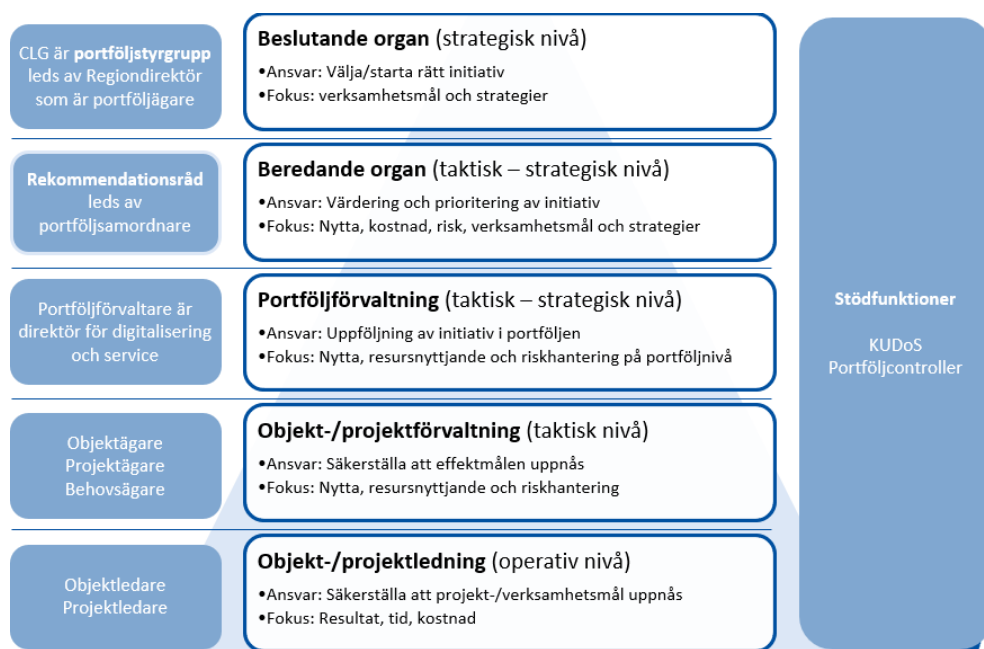 CLG är portföljstyrgrupp
leds av Regiondirektör
som är portföljägare
Beslutande organ (strategisk nivå)
•Ansvar: Välja/starta rätt initiativ
•Fokus: verksamhetsmål och strategier
Rekommendationsråd
leds av
portföljsamordnare
Beredande organ (taktisk – strategisk nivå)
•Ansvar: Värdering och prioritering av initiativ
•Fokus: Nytta, kostnad, risk, verksamhetsmål och strategier
Portföljförvaltare är
direktör för digitalisering
och service
Portföljförvaltning (taktisk – strategisk nivå)
•Ansvar: Uppföljning av initiativ i portföljen
•Fokus: Nytta, resursnyttjande och riskhantering på portföljnivå
Objektägare
Projektägare
Behovsägare
Objekt-/projektförvaltning (taktisk nivå)
•Ansvar: Säkerställa att effektmålen uppnås
•Fokus: Nytta, resursnyttjande och riskhantering
Objektledare
Projektledare
Objekt-/projektledning (operativ nivå)
•Ansvar: Säkerställa att projekt-/verksamhetsmål uppnås
•Fokus: Resultat, tid, kostnad
Stödfunktioner
KUDoS
Portföljcontroller